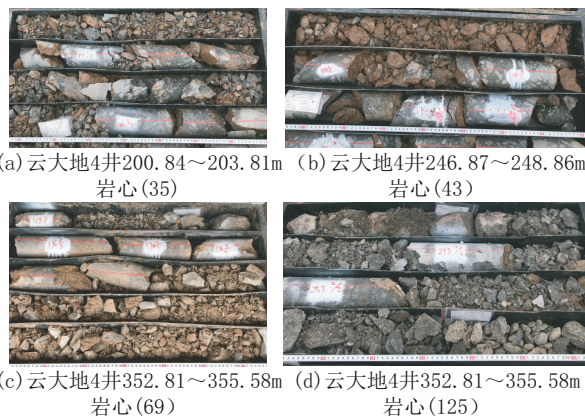 (a)云大地4井200.84～203.81m
岩心(35)
(b)云大地4井246.87～248.86m
岩心(43)
(c)云大地4井352.81～355.58m
岩心(69)
(d)云大地4井352.81～355.58m
岩心(125)